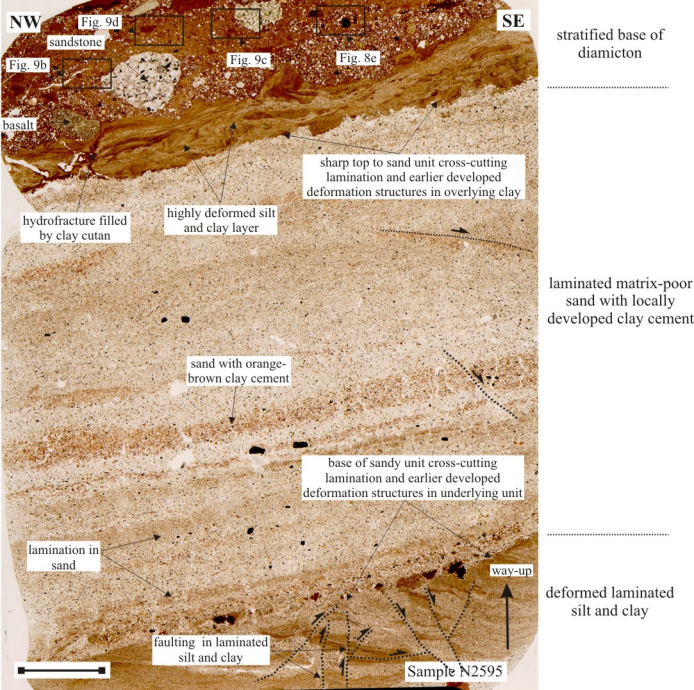 NW
Fig. 9d
SE
sandstone
Fig. 9b
Fig. 9c
Fig. 8e
stratified base of
diamicton
basalt
sharp top to sand unit cross-cutting
lamination and earlier developed
deformation structures in overlying clay
hydrofracture filled
by clay cutan
highly deformed silt
and clay layer
laminated matrix-poor
sand with locally
developed clay cement
sand with orange-
brown clay cement
base of sandy unit cross-cutting
lamination and earlier developed
deformation structures in underlying unit
lamination in
sand
way-up
deformed laminated
silt and clay
faulting in laminated
silt and clay
Sample N2595